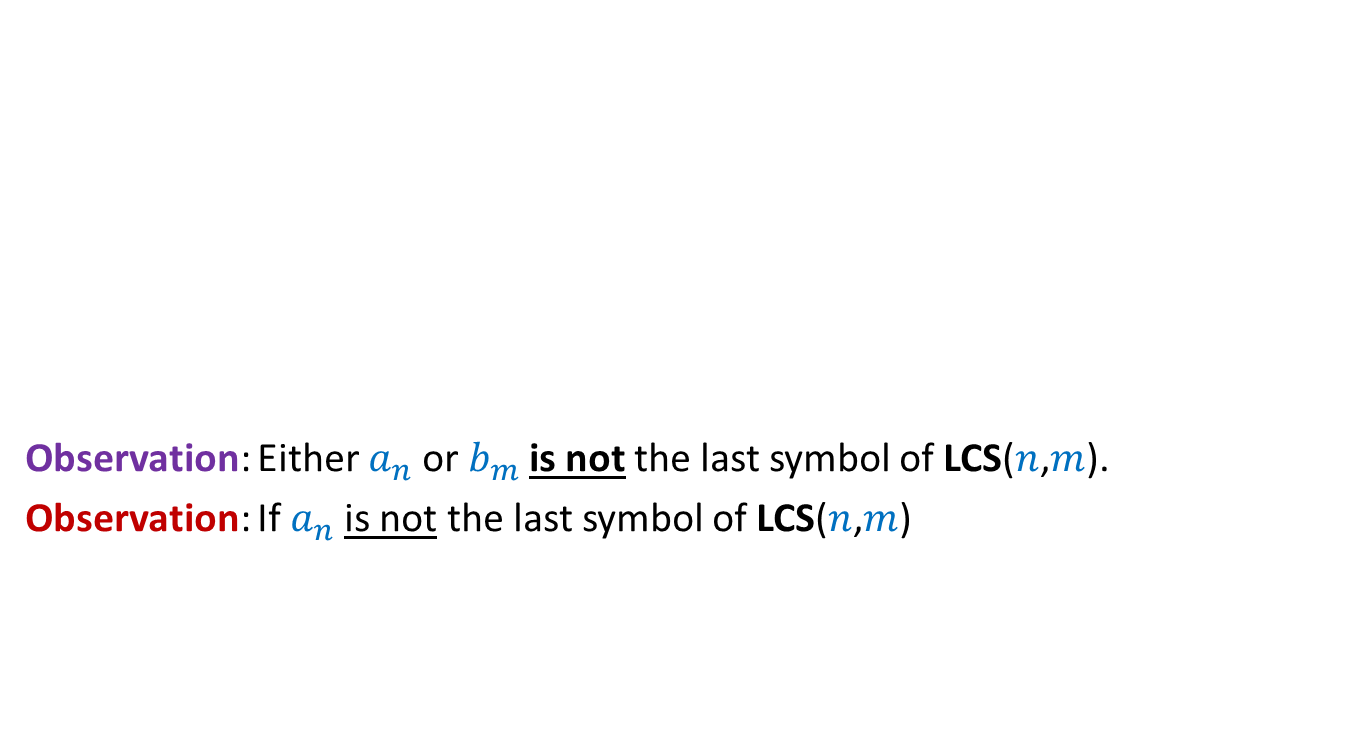 Observation: Either aₙ or bₘ is not the last symbol of LCS(n,m).
Observation: If aₙ is not the last symbol of LCS(n,m)